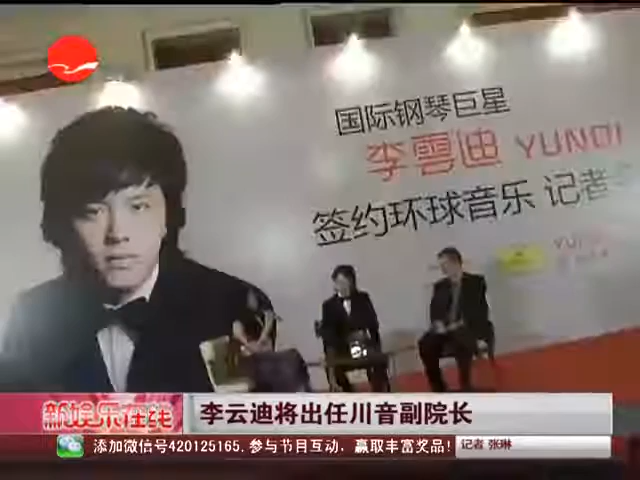 国际钢琴巨星
李雲迪 YUNDI
签约环球音乐 记者
新娱乐在线
李云迪将出任川音副院长
添加微信号420125165.参与节目互动，赢取丰富奖品!
记者 张琳